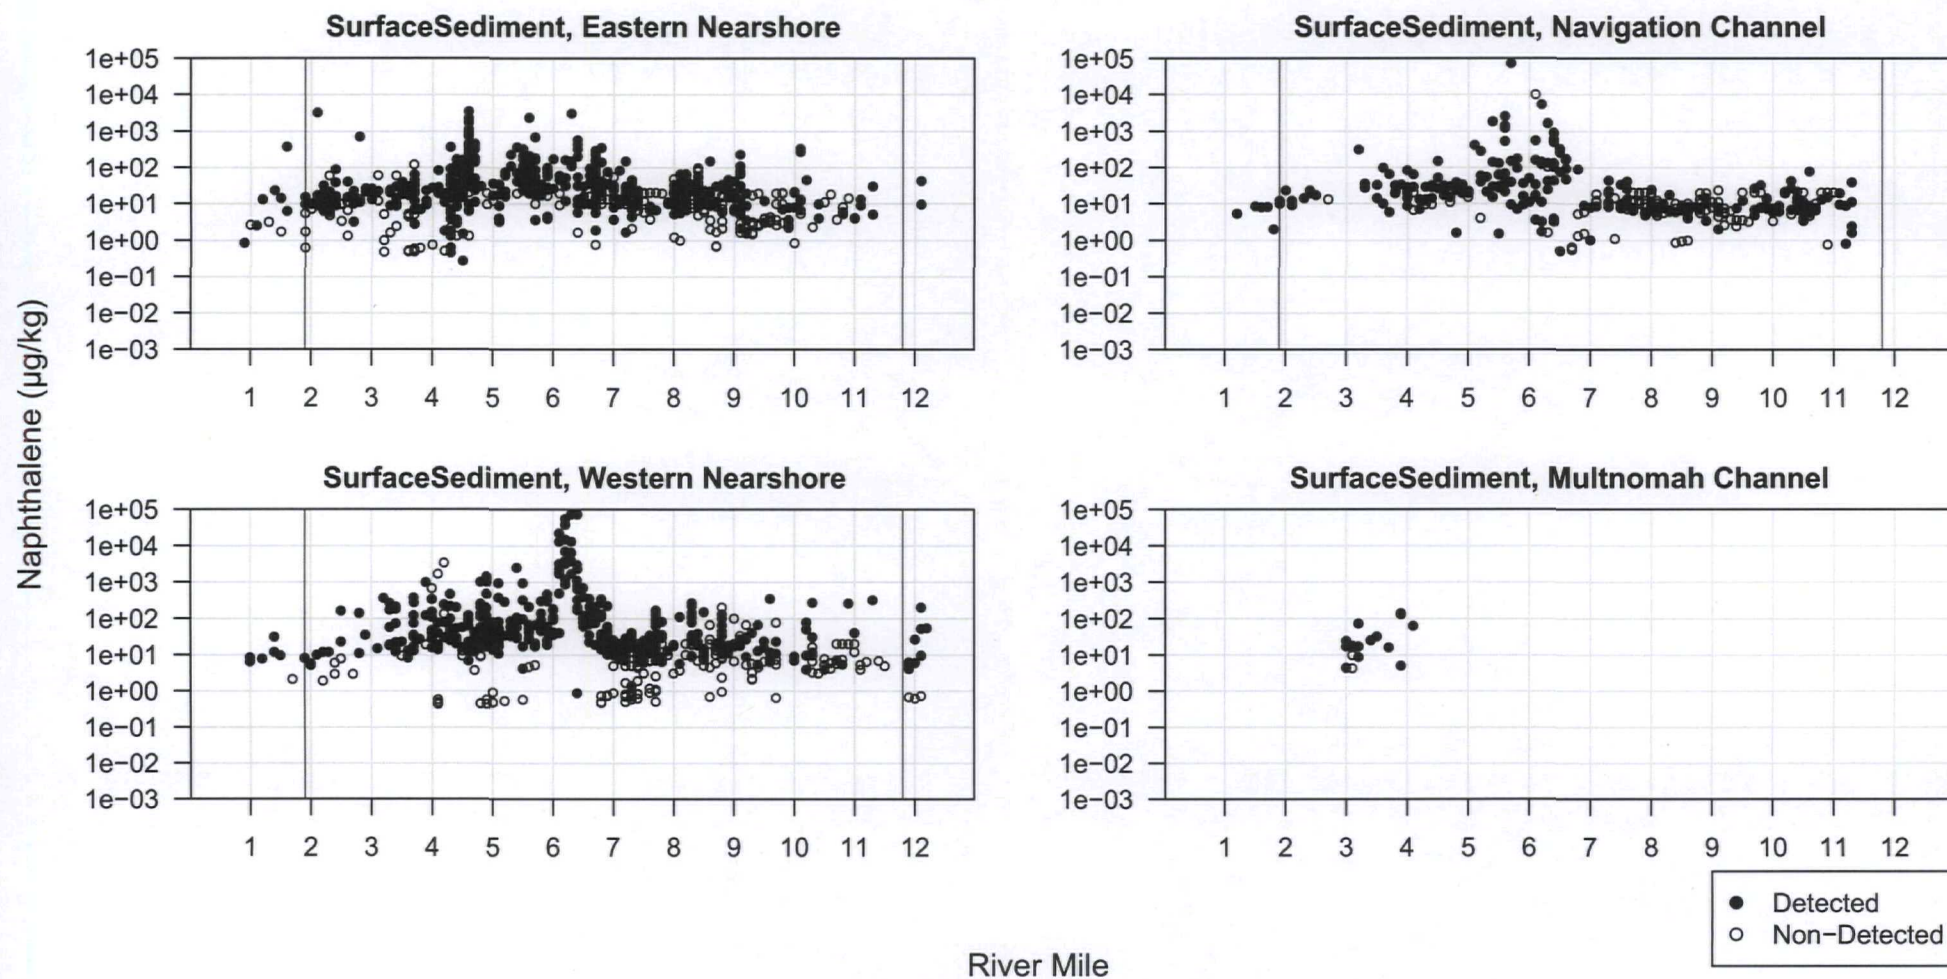 SurfaceSediment, Eastern Nearshore
1e+05
1e+04
1e+03
1e+02
1e+01
1e+00
1e−01
1e−02
1e−03
1 2 3 4 5 6 7 8 9 10 11 12
SurfaceSediment, Navigation Channel
1e+05
1e+04
1e+03
1e+02
1e+01
1e+00
1e−01
1e−02
1e−03
1 2 3 4 5 6 7 8 9 10 11 12
Naphthalene (µg/kg)
SurfaceSediment, Western Nearshore
1e+05
1e+04
1e+03
1e+02
1e+01
1e+00
1e−01
1e−02
1e−03
1 2 3 4 5 6 7 8 9 10 11 12
SurfaceSediment, Multnomah Channel
1e+05
1e+04
1e+03
1e+02
1e+01
1e+00
1e−01
1e−02
1e−03
1 2 3 4 5 6 7 8 9 10 11 12
Detected
Non−Detected
River Mile